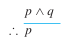 p ∧ q
∴ p